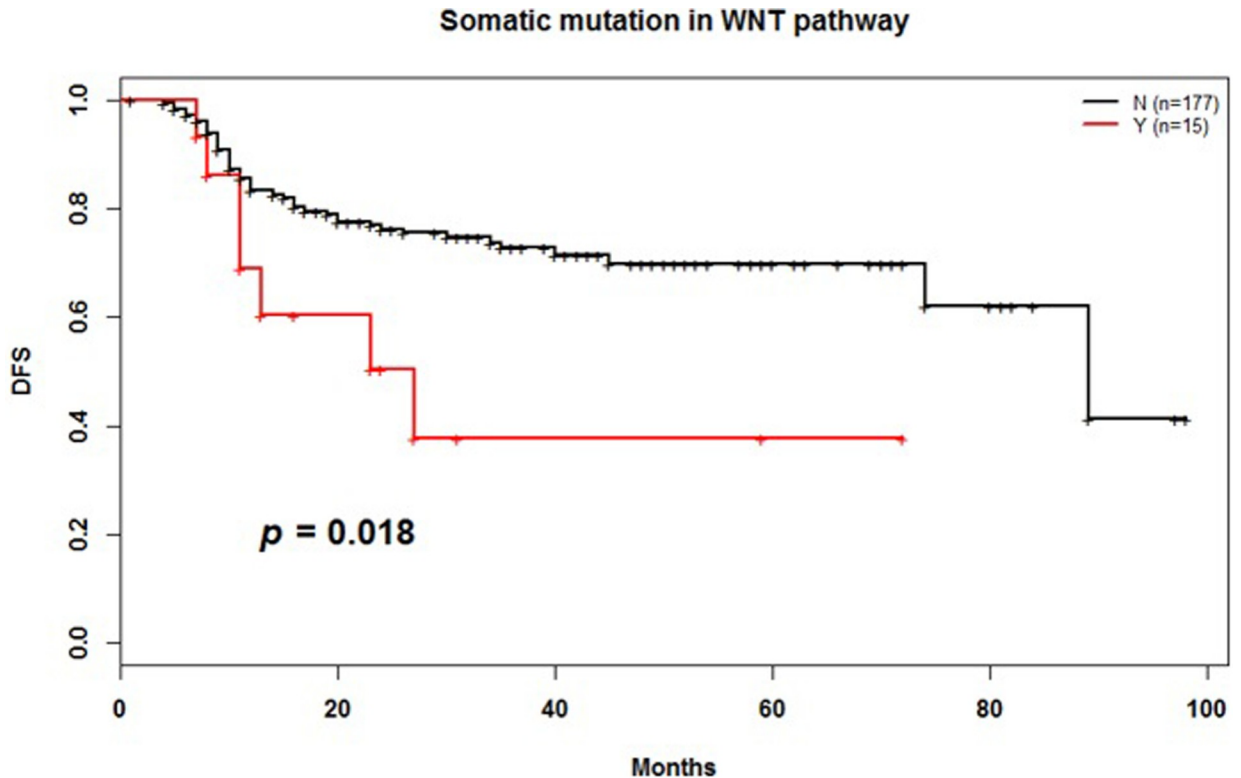 Somatic mutation in WNT pathway
N (n=177)
Y (n=15)
1.0
0.8
0.6
0.4
0.2
0.0
DFS
p = 0.018
0 20 40 60 80 100
Months